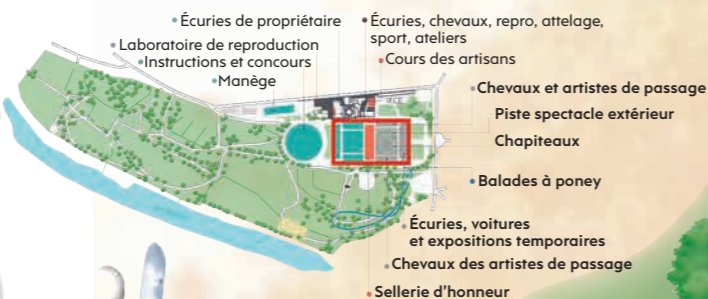 Écuries de propriétaire
Écuries, chevaux, repro, attelage,
sport, ateliers
Laboratoire de reproduction
Instructions et concours
Cours des artisans
Manège
Chevaux et artistes de passage
IFCE
Piste spectacle extérieur
Chapiteaux
Balades à poney
Écuries, voitures
et expositions temporaires
Chevaux des artistes de passage
Sellerie d'honneur